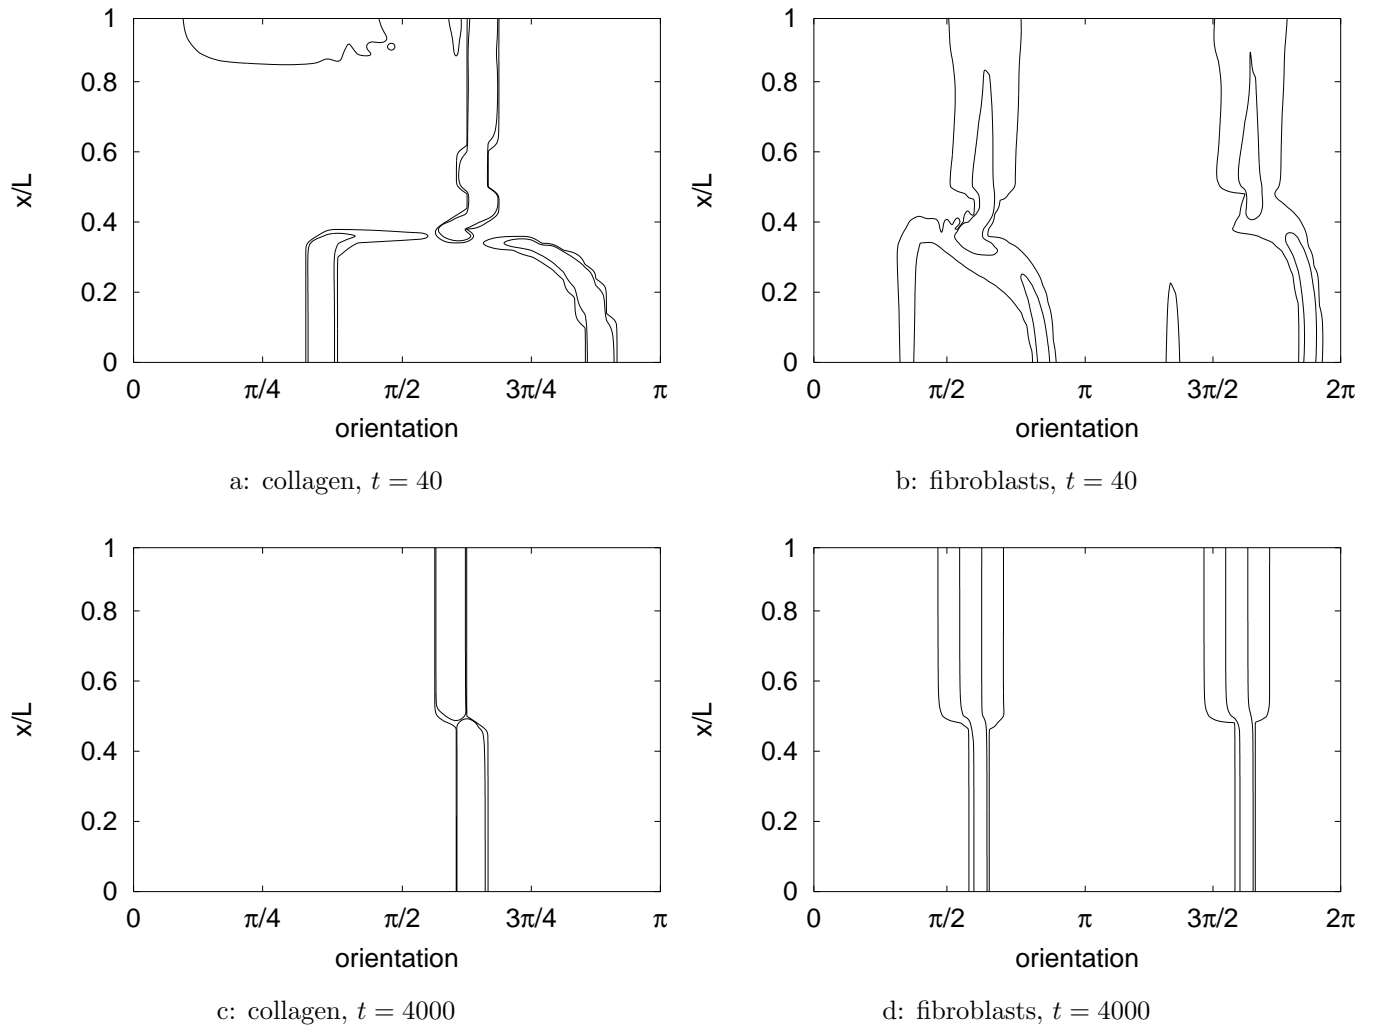 1
0.8
0.6
0.4
0.2
0
x/L
0 π/4 π/2 3π/4 π
orientation
a: collagen, t = 40
1
0.8
0.6
0.4
0.2
0
x/L
0 π/2 π 3π/2 2π
orientation
b: fibroblasts, t = 40
1
0.8
0.6
0.4
0.2
0
x/L
0 π/4 π/2 3π/4 π
orientation
c: collagen, t = 4000
1
0.8
0.6
0.4
0.2
0
x/L
0 π/2 π 3π/2 2π
orientation
d: fibroblasts, t = 4000